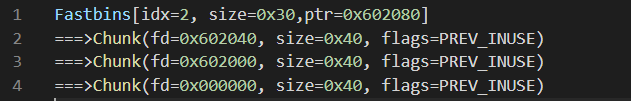 1 Fastbins[idx=2, size=0x30,ptr=0x602080]
2 ===>Chunk(fd=0x602040, size=0x40, flags=PREV_INUSE)
3 ===>Chunk(fd=0x602000, size=0x40, flags=PREV_INUSE)
4 ===>Chunk(fd=0x000000, size=0x40, flags=PREV_INUSE)